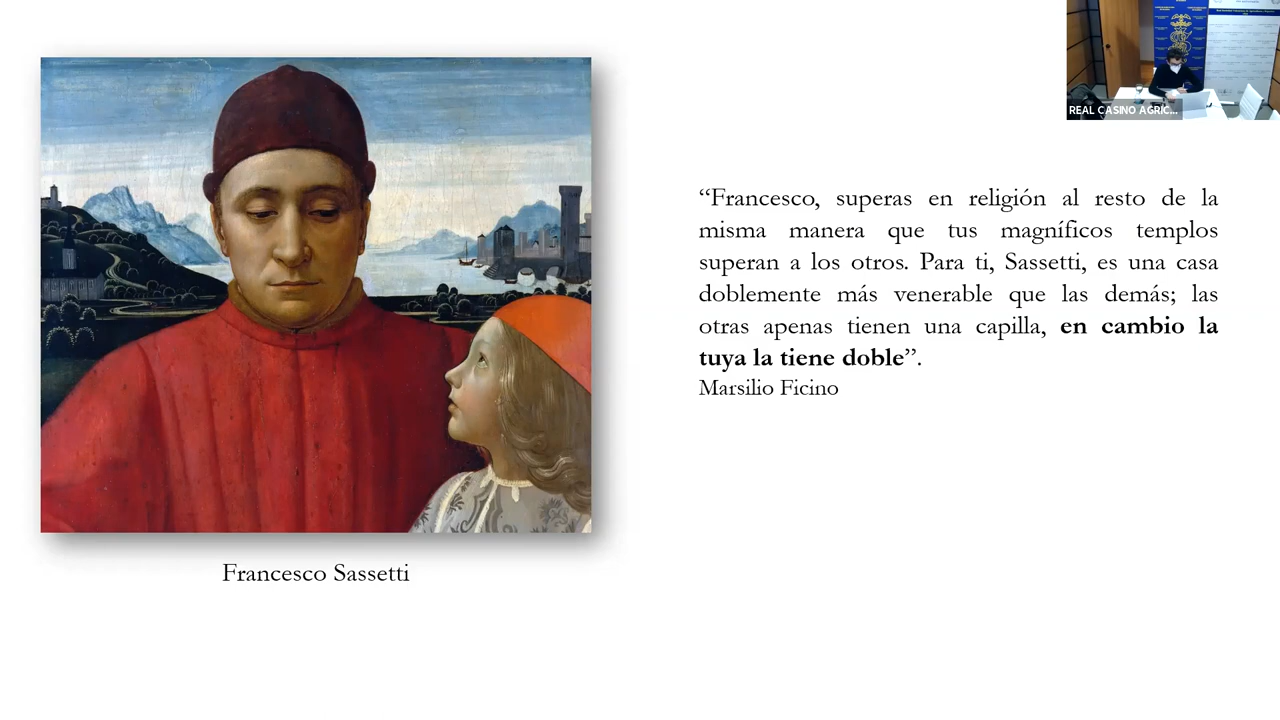 REAL CASINO AGRÍC...
“Francesco, superas en religión al resto de la
misma manera que tus magníficos templos
superan a los otros. Para ti, Sassetti, es una casa
doblemente más venerable que las demás; las
otras apenas tienen una capilla, en cambio la
tuya la tiene doble”.
Marsilio Ficino
Francesco Sassetti